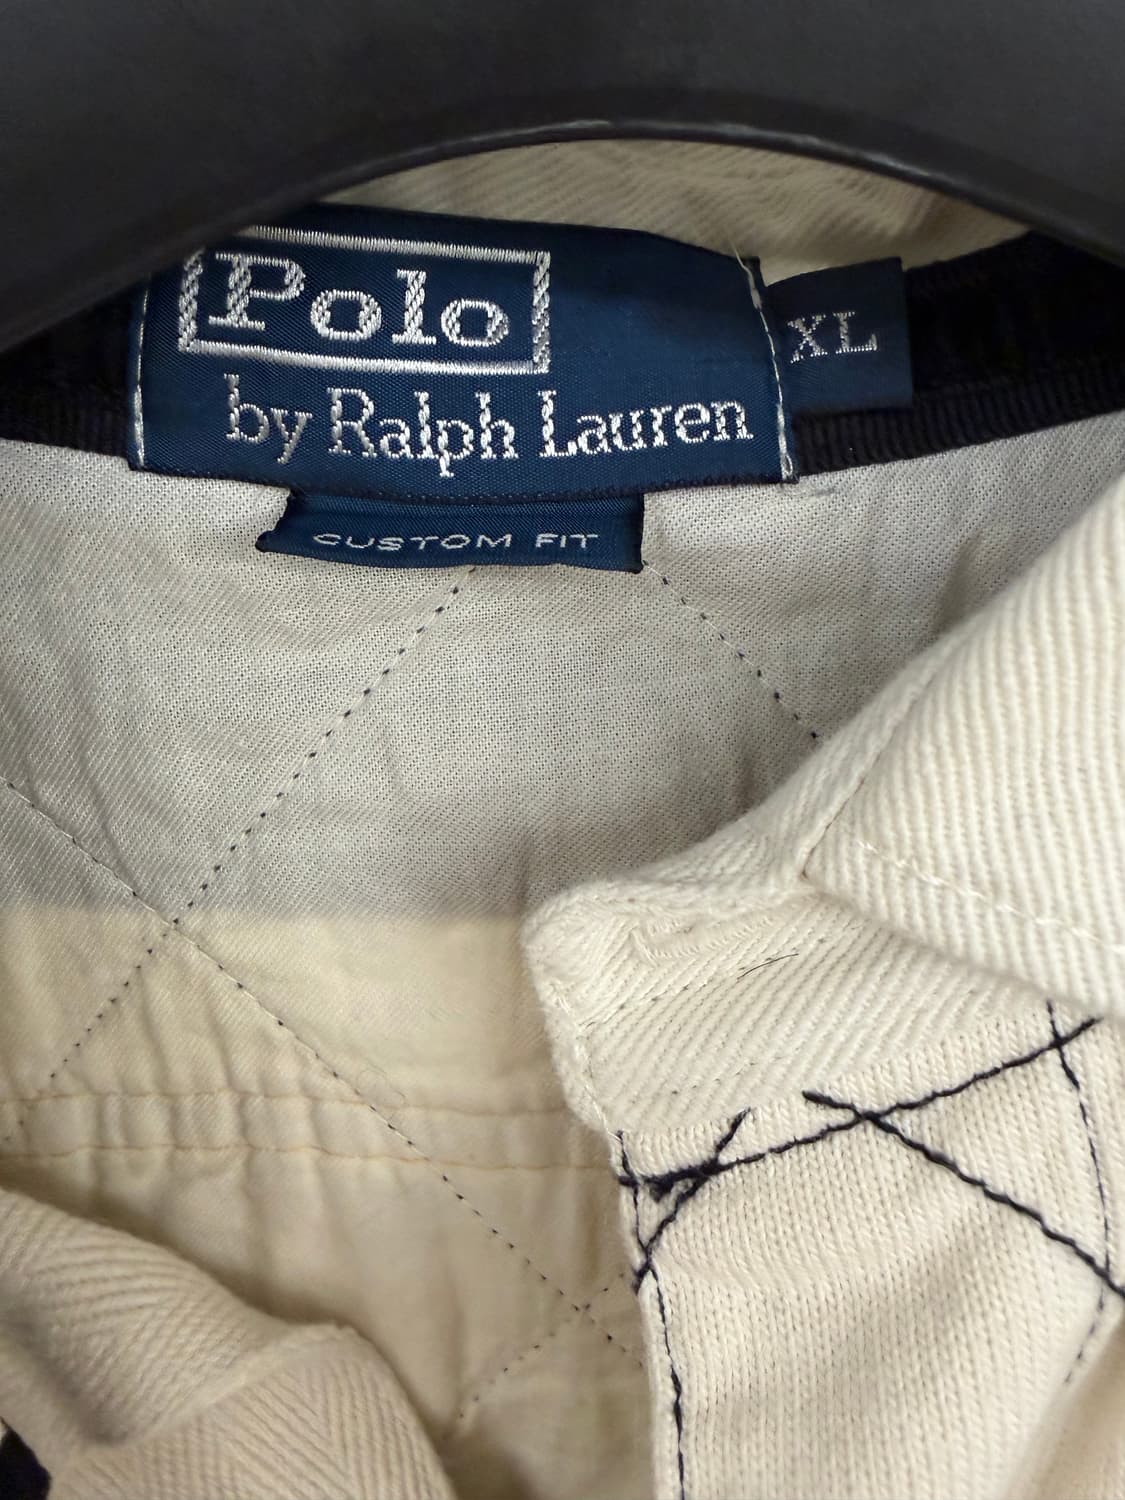 Polo
by Ralph Lauren
XL
CUSTOM FIT